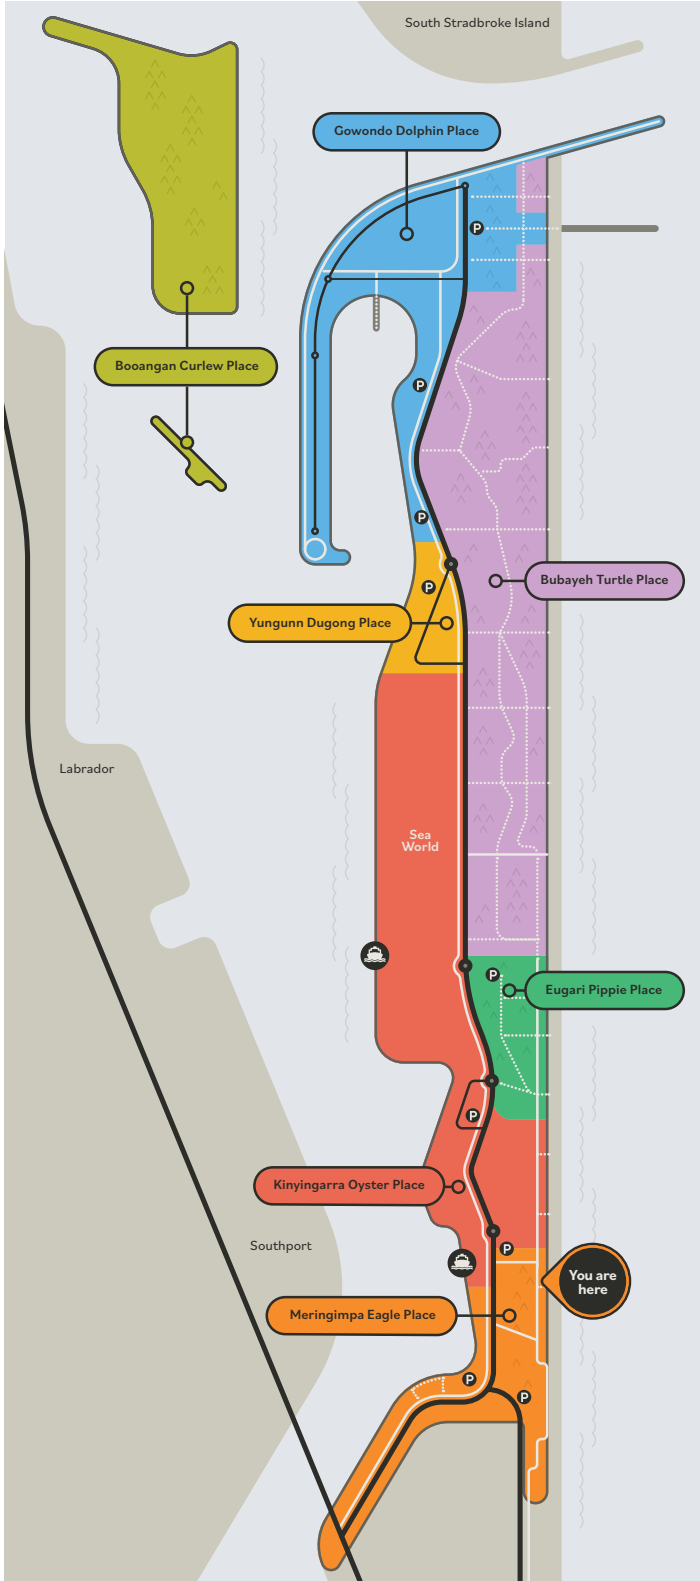 South Stradbroke Island
Gowondo Dolphin Place
P
Booangan Curlew Place
P
P
Bubayeh Turtle Place
P
Yungunn Dugong Place
Labrador
Sea
World
P
Eugari Pippie Place
P
Kinyingarra Oyster Place
Southport
P
You are
here
Meringimpa Eagle Place
P
P